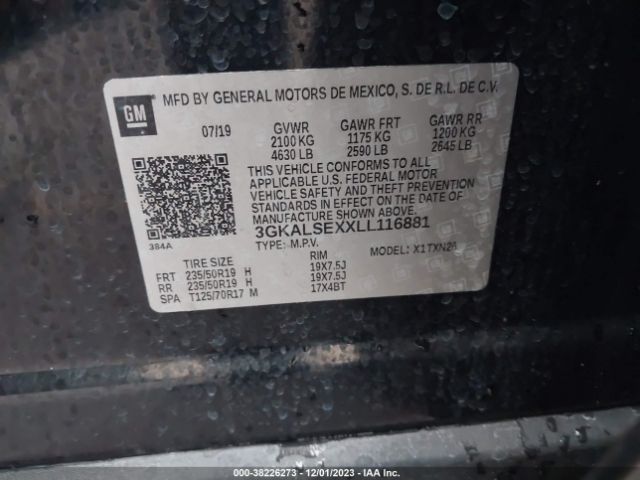 GM
MFD BY GENERAL MOTORS DE MEXICO, S. DE R.L. DE C.V.
07/19 GVWR GAWR FRT GAWR RR
2100 KG 1175 KG 1200 KG
4630 LB 2590 LB 2645 LB
THIS VEHICLE CONFORMS TO ALL
APPLICABLE U.S. FEDERAL MOTOR
VEHICLE SAFETY AND THEFT PREVENTION
STANDARDS IN EFFECT ON THE DATE OF
MANUFACTURE SHOWN ABOVE.
3GKALSEXXLL116881
384A
TYPE: M.P.V. MODEL: X1TXN26
TIRE SIZE RIM
FRT 235/50R19 H 19X7.5J
RR 235/50R19 H 19X7.5J
SPA T125/70R17 M 17X4BT
000-38226273 - 12/01/2023 - IAA Inc.